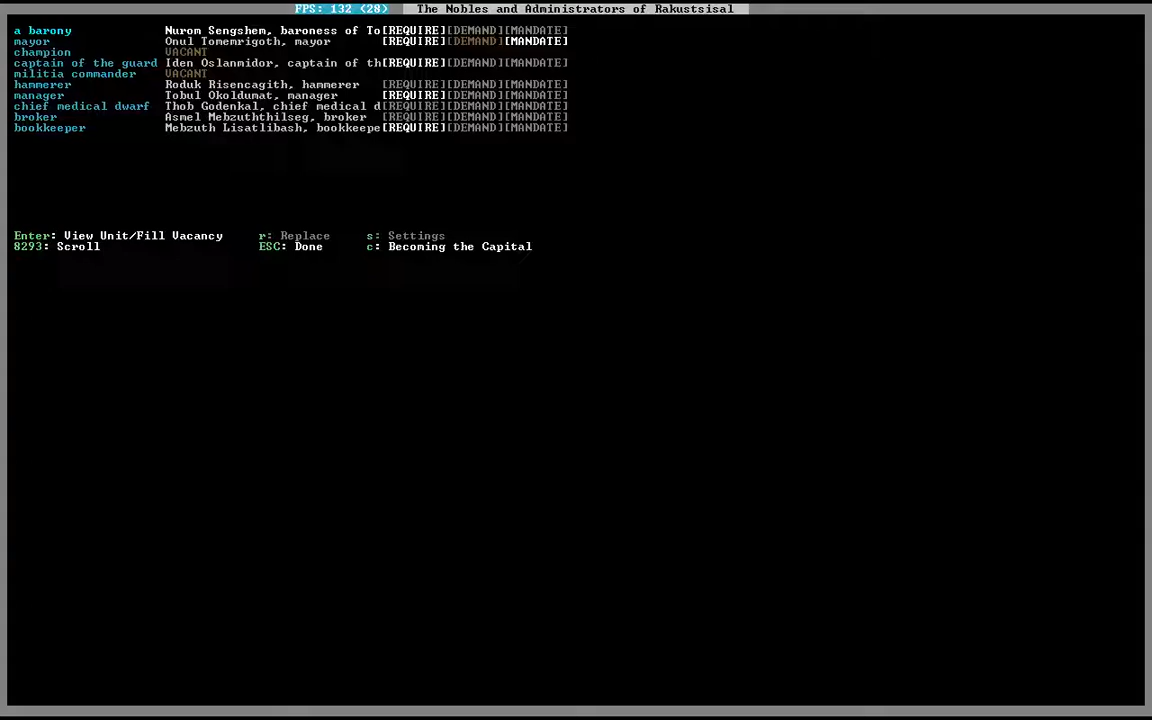 FPS: 132 (28) The Nobles and Administrators of Rakustsisal
a barony Nurom Sengshem, baroness of To[REQUIRE][DEMAND][MANDATE]
mayor Onul Tomemrigoth, mayor [REQUIRE][DEMAND][MANDATE]
champion VACANT
captain of the guard Iden Oslanmidor, captain of th[REQUIRE][DEMAND][MANDATE]
militia commander VACANT
hammerer Roduk Risencagith, hammerer [REQUIRE][DEMAND][MANDATE]
manager Tobul Okoldumat, manager [REQUIRE][DEMAND][MANDATE]
chief medical dwarf Thob Godenkal, chief medical d[REQUIRE][DEMAND][MANDATE]
broker Asmel Mebzuththilseg, broker [REQUIRE][DEMAND][MANDATE]
bookkeeper Mebzuth Lisatlibash, bookkeepe[REQUIRE][DEMAND][MANDATE]
Enter: View Unit/Fill Vacancy r: Replace s: Settings
8293: Scroll ESC: Done c: Becoming the Capital